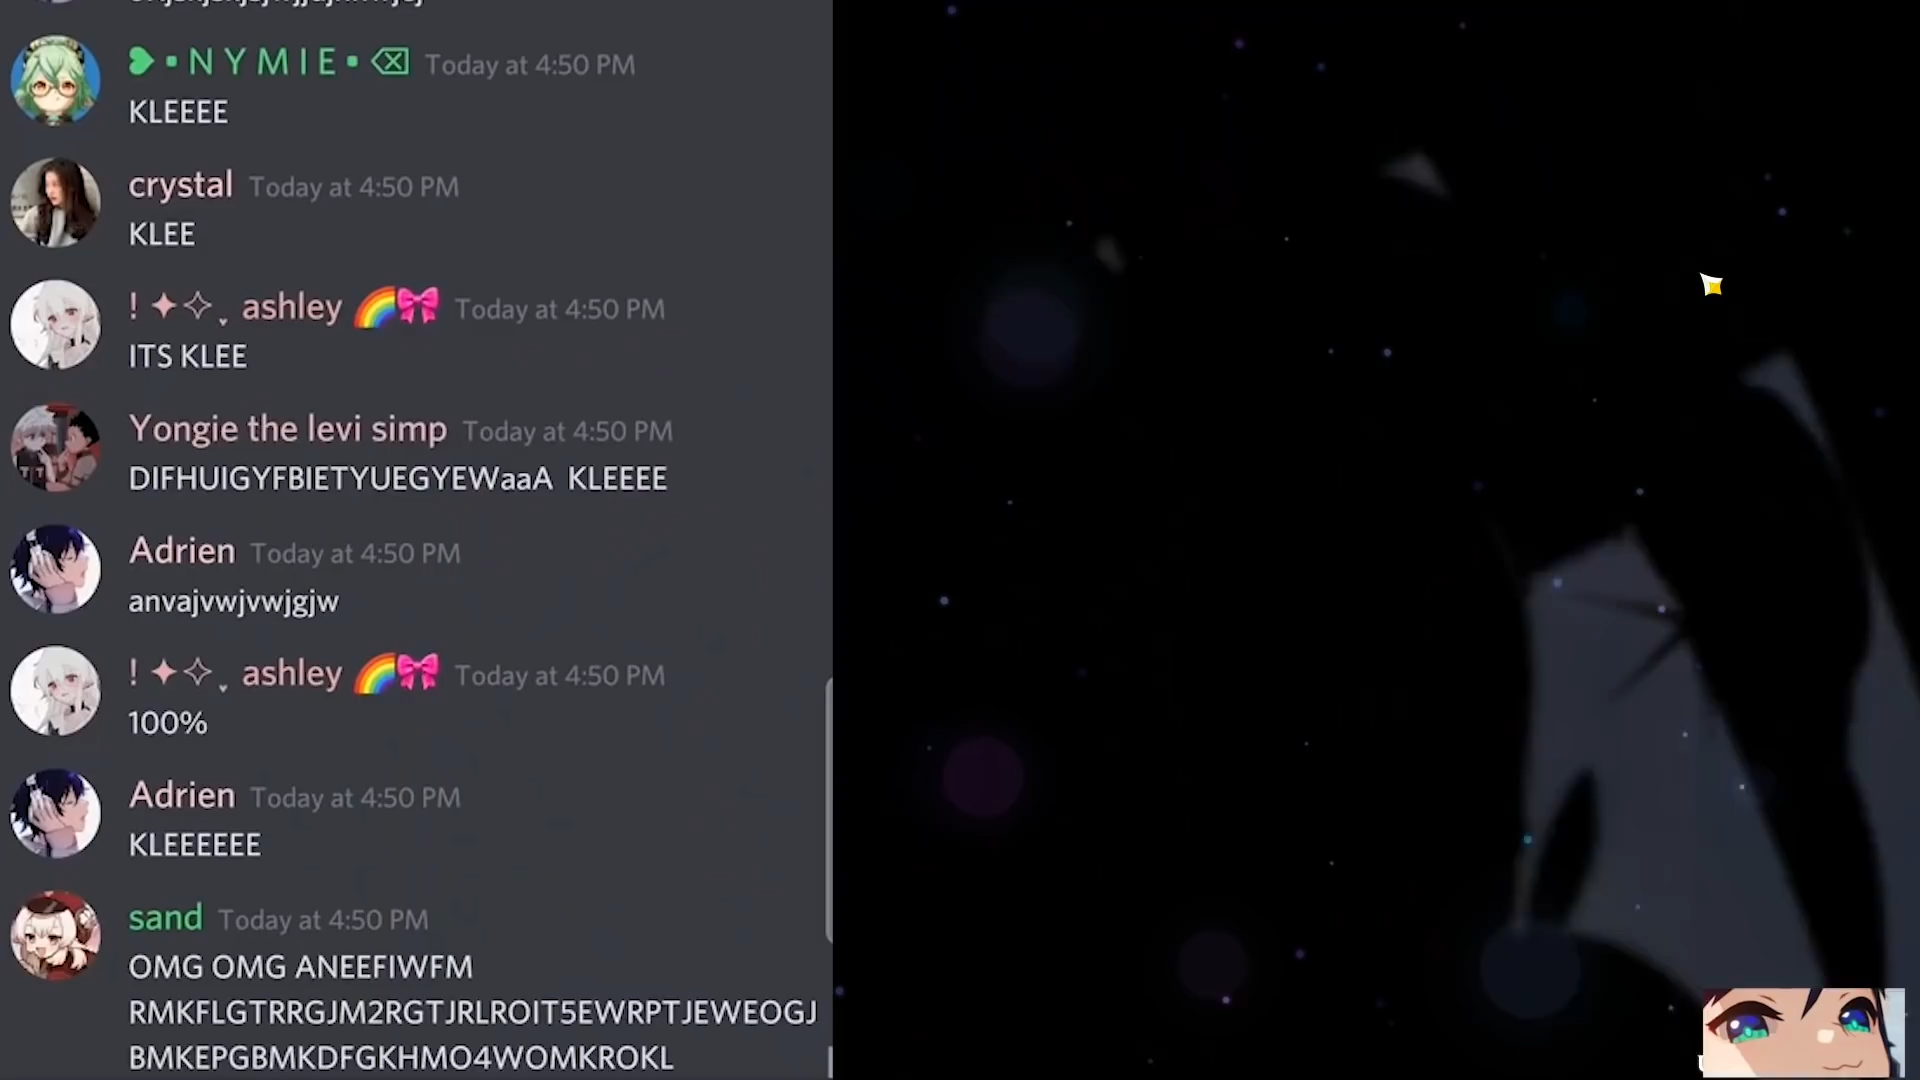 ❥▪N Y M I E▪⌫ Today at 4:50 PM
KLEEEE
crystal Today at 4:50 PM
KLEE
! ✦✧ˬ ashley 🌈🎀 Today at 4:50 PM
ITS KLEE
Yongie the levi simp Today at 4:50 PM
DIFHUIGYFBIETYUEGYEWaaA KLEEEE
Adrien Today at 4:50 PM
anvajvwjvwjgjw
! ✦✧ˬ ashley 🌈🎀 Today at 4:50 PM
100%
Adrien Today at 4:50 PM
KLEEEEEE
sand Today at 4:50 PM
OMG OMG ANEEFIWFM
RMKFLGTRRGJM2RGTJRLROIT5EWRPTJEWEOGJ
BMKEPGBMKDFGKHMO4WOMKROKL